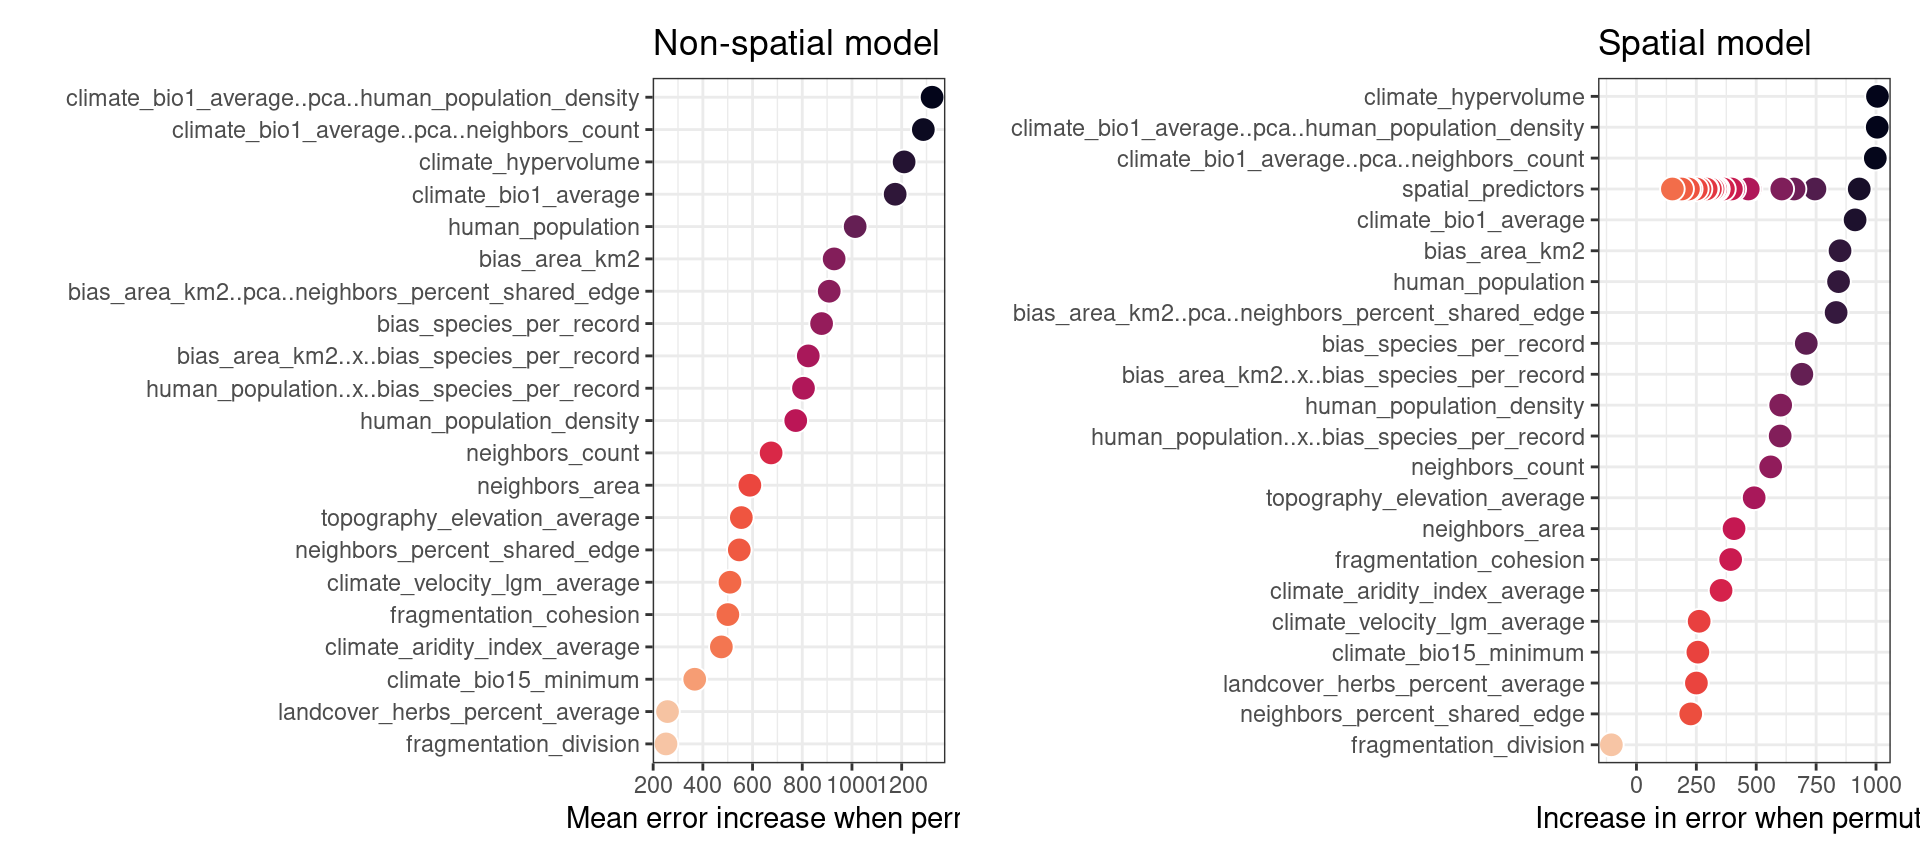 Non-spatial model
climate_bio1_average..pca..human_population_density
climate_bio1_average..pca..neighbors_count
climate_hypervolume
climate_bio1_average
human_population
bias_area_km2
bias_area_km2..pca..neighbors_percent_shared_edge
bias_species_per_record
bias_area_km2..x..bias_species_per_record
human_population..x..bias_species_per_record
human_population_density
neighbors_count
neighbors_area
topography_elevation_average
neighbors_percent_shared_edge
climate_velocity_lgm_average
fragmentation_cohesion
climate_aridity_index_average
climate_bio15_minimum
landcover_herbs_percent_average
fragmentation_division
200 400 600 800 1000 1200
Mean error increase when perr
Spatial model
climate_hypervolume
climate_bio1_average..pca..human_population_density
climate_bio1_average..pca..neighbors_count
spatial_predictors
climate_bio1_average
bias_area_km2
human_population
bias_area_km2..pca..neighbors_percent_shared_edge
bias_species_per_record
bias_area_km2..x..bias_species_per_record
human_population_density
human_population..x..bias_species_per_record
neighbors_count
topography_elevation_average
neighbors_area
fragmentation_cohesion
climate_aridity_index_average
climate_velocity_lgm_average
climate_bio15_minimum
landcover_herbs_percent_average
neighbors_percent_shared_edge
fragmentation_division
0 250 500 750 1000
Increase in error when permut